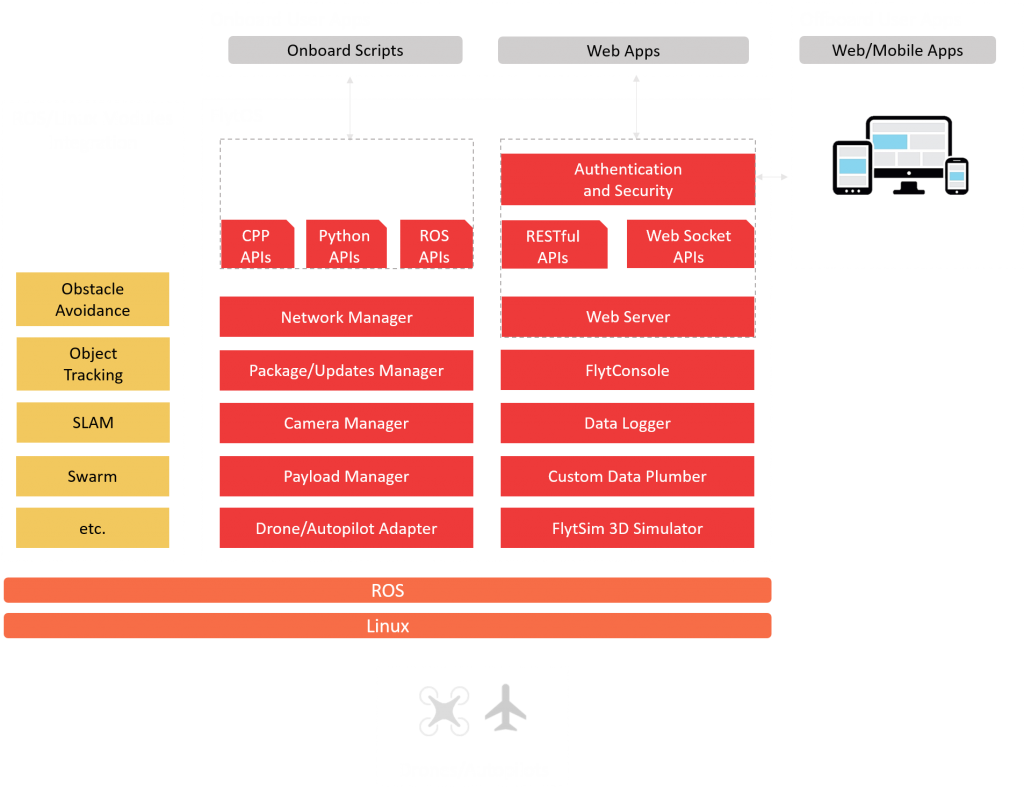 Onboard Scripts
Web Apps
Web/Mobile Apps
Authentication
and Security
CPP
APIs
Python
APIs
ROS
APIs
RESTful
APIs
Web Socket
APIs
Obstacle
Avoidance
Object
Tracking
SLAM
Swarm
etc.
Network Manager
Package/Updates Manager
Camera Manager
Payload Manager
Drone/Autopilot Adapter
Web Server
FlytConsole
Data Logger
Custom Data Plumber
FlytSim 3D Simulator
ROS
Linux